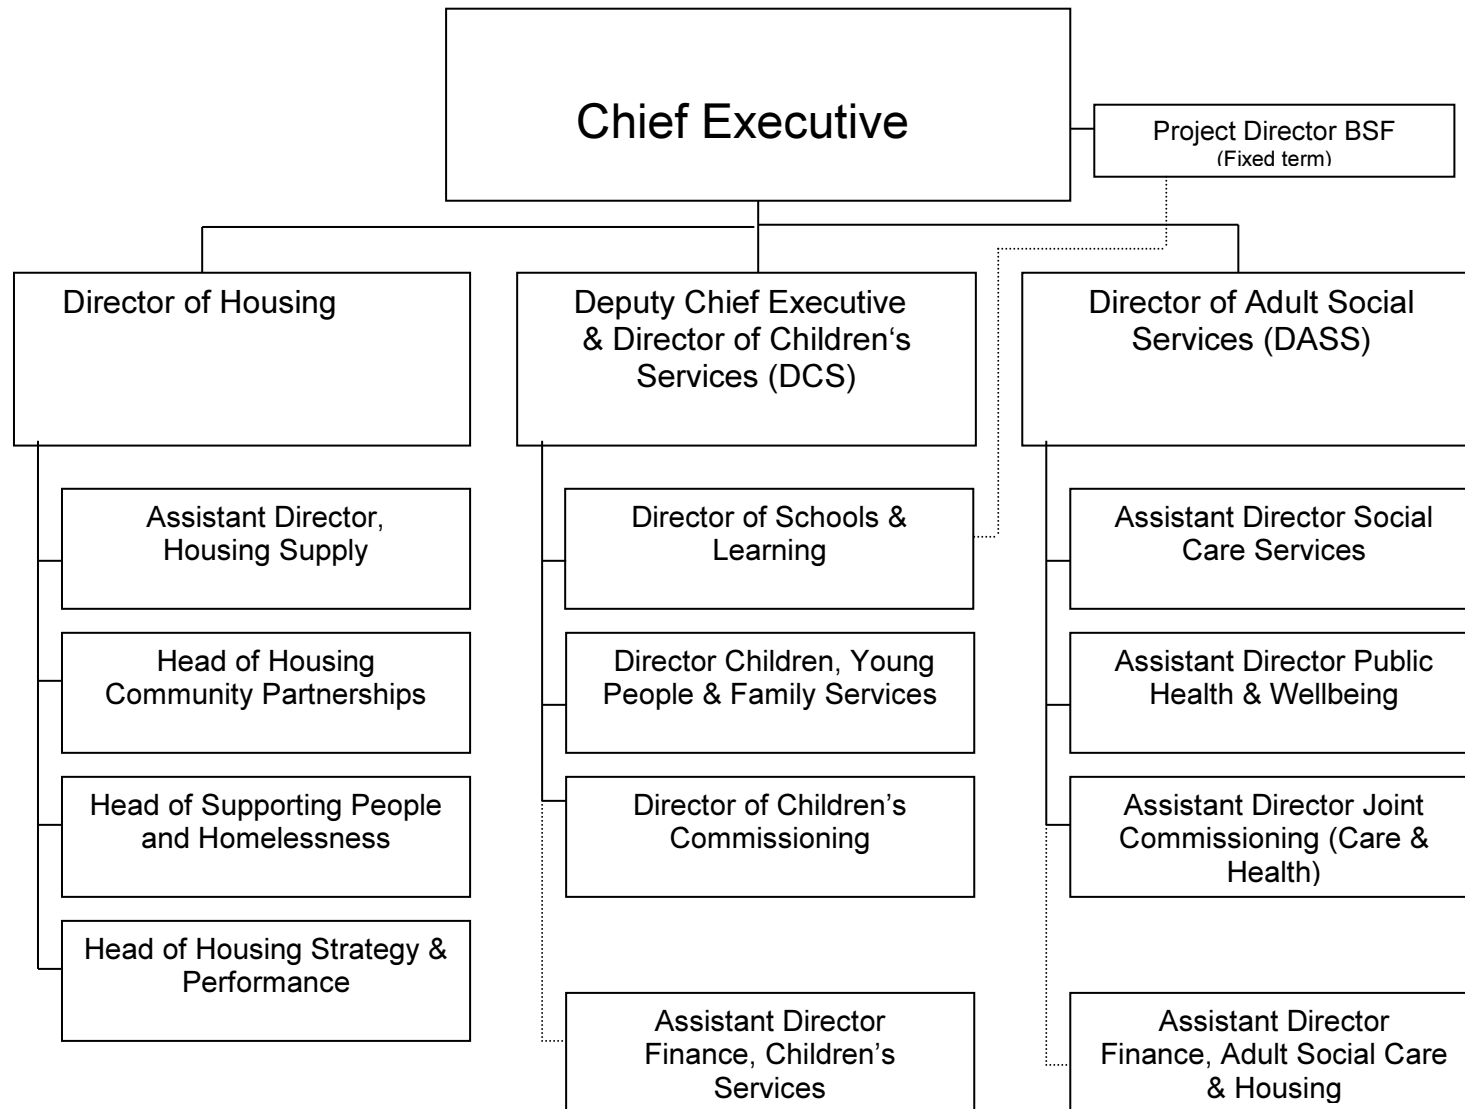 Chief Executive
Project Director BSF
(Fixed term)
Director of Housing
Deputy Chief Executive
& Director of Children‘s
Services (DCS)
Director of Adult Social
Services (DASS)
Assistant Director,
Housing Supply
Director of Schools &
Learning
Assistant Director Social
Care Services
Head of Housing
Community Partnerships
Director Children, Young
People & Family Services
Assistant Director Public
Health & Wellbeing
Head of Supporting People
and Homelessness
Director of Children’s
Commissioning
Assistant Director Joint
Commissioning (Care &
Health)
Head of Housing Strategy &
Performance
Assistant Director
Finance, Children’s
Services
Assistant Director
Finance, Adult Social Care
& Housing